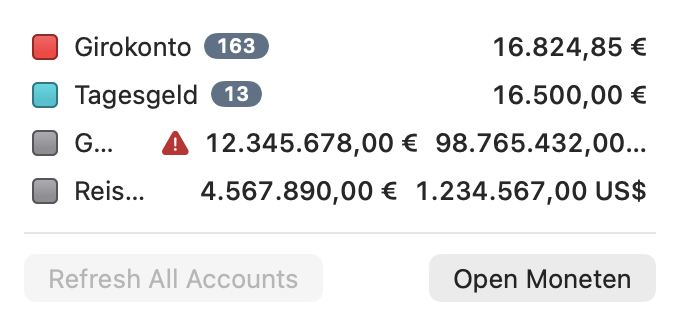 Girokonto 163 16.824,85 €
Tagesgeld 13 16.500,00 €
G... 12.345.678,00 € 98.765.432,00...
Reis... 4.567.890,00 € 1.234.567,00 US$
Refresh All Accounts Open Moneten